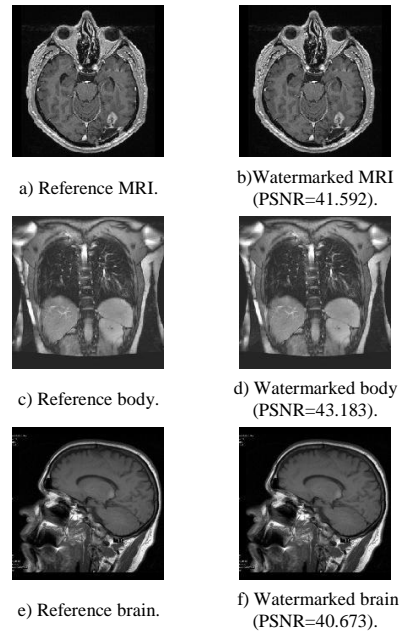 a) Reference MRI.
b)Watermarked MRI
(PSNR=41.592).
c) Reference body.
d) Watermarked body
(PSNR=43.183).
e) Reference brain.
f) Watermarked brain
(PSNR=40.673).